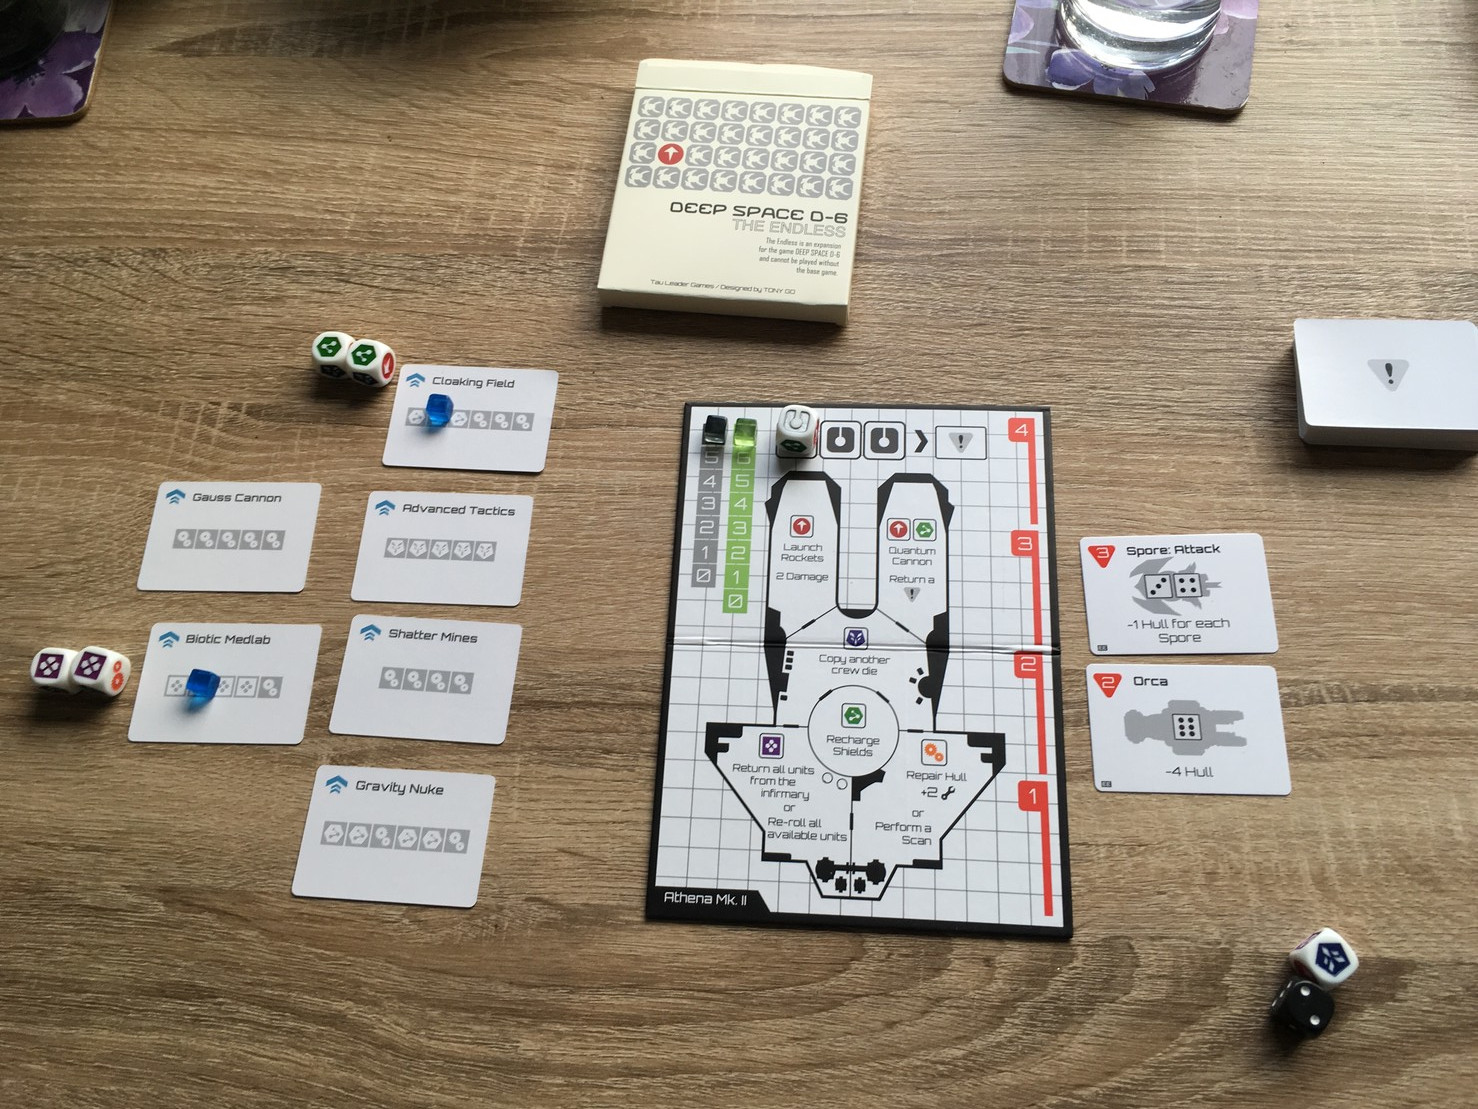 DEEP SPACE D-6
THE ENDLESS
The Endless is an expansion
for the game DEEP SPACE D-6
and cannot be played without
the base game.
Tau Leader Games / Designed by TONY GO
Cloaking Field
Gauss Cannon
Advanced Tactics
Biotic Medlab
Shatter Mines
Gravity Nuke
5
4
3
2
1
0
6
5
4
3
2
1
0
!
4
3
2
1
Launch
Rockets
2 Damage
Quantum
Cannon
Return a
!
Copy another
crew die
Recharge
Shields
Return all units
from the
infirmary
or
Re-roll all
available units
Repair Hull
+2
or
Perform a
Scan
Athena Mk. II
!
3 Spore: Attack
-1 Hull for each
Spore
2 Orca
-4 Hull